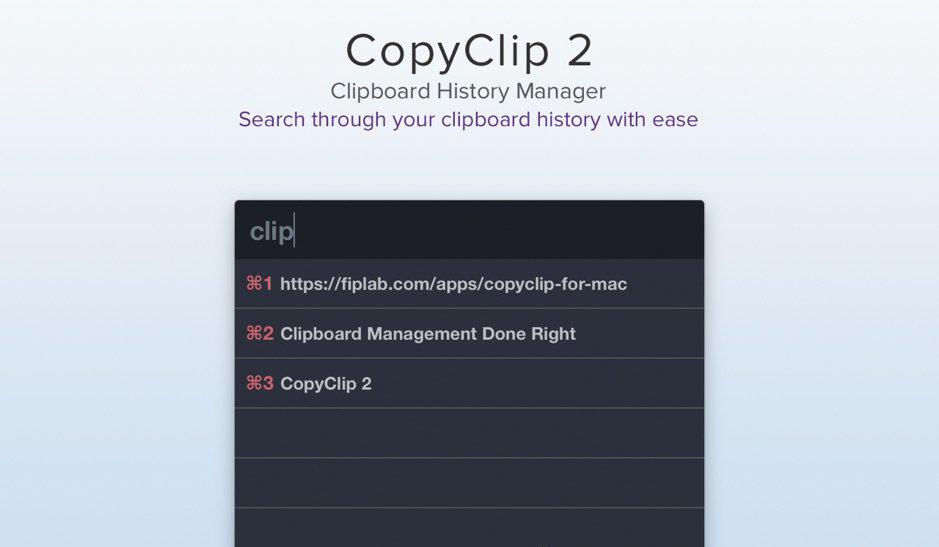 CopyClip 2
Clipboard History Manager
Search through your clipboard history with ease
clip
⌘1 https://fiplab.com/apps/copyclip-for-mac
⌘2 Clipboard Management Done Right
⌘3 CopyClip 2